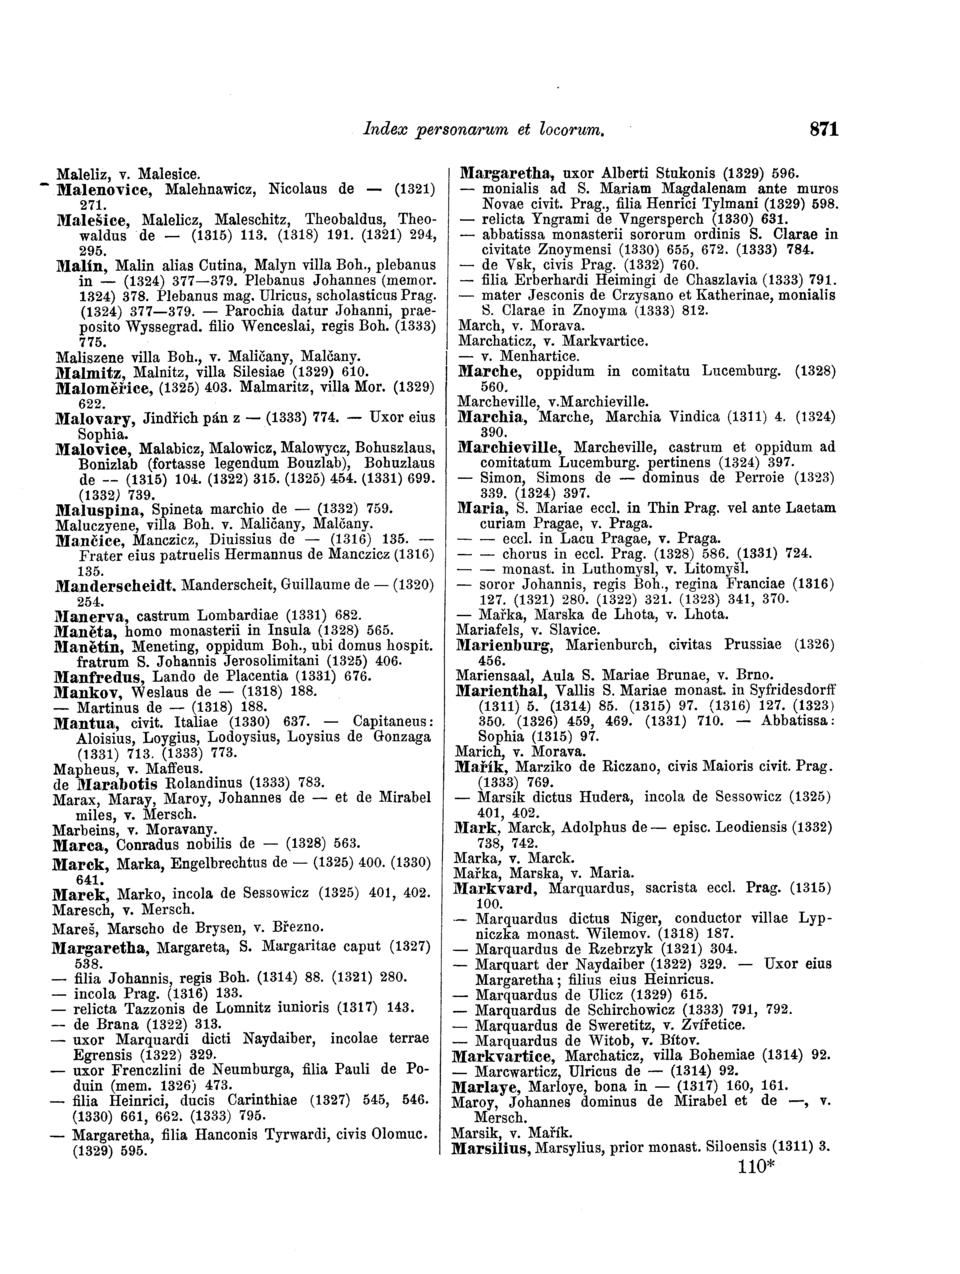 Index personarum et locorum. 871
Maleliz, v. Malesice.
Malenovice, Malehnawicz, Nicolaus de — (1321)
271.
Malešice, Malelicz, Maleschitz, Theobaldus, Theo-
waldus de — (1315) 113. (1318) 191. (1321) 294,
295.
Malín, Malin alias Cutina, Malyn villa Boh., plebanus
in — (1324) 377—379. Plebanus Johannes (memor.
1324) 378. Plebanus mag. Ulricus, scholasticus Prag.
(1324) 377—379. — Parochia datur Johanni, prae-
posito Wyssegrad. filio Wenceslai, regis Boh. (1333)
775.
Maliszene villa Boh., v. Maličany, Malčany.
Malmitz, Malnitz, villa Silesiae (1329) 610.
Maloměřice, (1325) 403. Malmaritz, villa Mor. (1329)
622.
Malovary, Jindřich pán z — (1333) 774. — Uxor eius
Sophia.
Malovice, Malabicz, Malowicz, Malowycz, Bohuszlaus,
Bonizlab (fortasse legendum Bouzlab), Bohuzlaus
de — (1315) 104. (1322) 315. (1325) 454. (1331) 699.
(1332) 739.
Maluspina, Spineta marchio de — (1332) 759.
Maluczyene, villa Boh. v. Maličany, Malčany.
Mančice, Manczicz, Diuissius de — (1316) 135. —
Frater eius patruelis Hermannus de Manczicz (1316)
135.
Manderscheidt, Manderscheit, Guillaume de — (1320)
254.
Manerva, castrum Lombardiae (1331) 682.
Maněta, homo monasterii in Insula (1328) 565.
Manětín, Meneting, oppidum Boh., ubi domus hospit.
fratrum S. Johannis Jerosolimitani (1325) 406.
Manfredus, Lando de Placentia (1331) 676.
Mankov, Weslaus de — (1318) 188.
— Martinus de — (1318) 188.
Mantua, civit. Italiae (1330) 637. — Capitaneus:
Aloisius, Loygius, Lodoysius, Loysius de Gonzaga
(1331) 713. (1333) 773.
Mapheus, v. Maffeus.
de Marabotis Rolandinus (1333) 783.
Marax, Maray, Maroy, Johannes de — et de Mirabel
miles, v. Mersch.
Marbeins, v. Moravany.
Marca, Conradus nobilis de — (1328) 563.
Marck, Marka, Engelbrechtus de — (1325) 400. (1330)
641.
Marek, Marko, incola de Sessowicz (1325) 401, 402.
Maresch, v. Mersch.
Mareš, Marscho de Brysen, v. Březno.
Margaretha, Margareta, S. Margaritae caput (1327)
538.
— filia Johannis, regis Boh. (1314) 88. (1321) 280.
— incola Prag. (1316) 133.
— relicta Tazzonis de Lomnitz iunioris (1317) 143.
— de Brana (1322) 313.
— uxor Marquardi dicti Naydaiber, incolae terrae
Egrensis (1322) 329.
— uxor Frenczlini de Neumburga, filia Pauli de Po-
duin (mem. 1326) 473.
— filia Heinrici, ducis Carinthiae (1327) 545, 546.
(1330) 661, 662. (1333) 795.
— Margaretha, filia Hanconis Tyrwardi, civis Olomuc.
(1329) 595.
Margaretha, uxor Alberti Stukonis (1329) 596.
— monialis ad S. Mariam Magdalenam ante muros
Novae civit. Prag., filia Henrici Tylmani (1329) 598.
— relicta Yngrami de Vngersperch (1330) 631.
— abbatissa monasterii sororum ordinis S. Clarae in
civitate Znoymensi (1330) 655, 672. (1333) 784.
— de Vsk, civis Prag. (1332) 760.
— filia Erberhardi Heimingi de Chaszlavia (1333) 791.
— mater Jesconis de Crzysano et Katherinae, monialis
S. Clarae in Znoyma (1333) 812.
March, v. Morava.
Marchaticz, v. Markvartice.
— v. Menhartice.
Marche, oppidum in comitatu Lucemburg. (1328)
560.
Marcheville, v.Marchieville.
Marchia, Marche, Marchia Vindica (1311) 4. (1324)
390.
Marchieville, Marcheville, castrum et oppidum ad
comitatum Lucemburg. pertinens (1324) 397.
— Simon, Simons de — dominus de Perroie (1323)
339. (1324) 397.
Maria, S. Mariae eccl. in Thin Prag. vel ante Laetam
curiam Pragae, v. Praga.
— — eccl. in Lacu Pragae, v. Praga.
— — chorus in eccl. Prag. (1328) 586. (1331) 724.
— — monast. in Luthomysl, v. Litomyšl.
— soror Johannis, regis Boh., regina Franciae (1316)
127. (1321) 280. (1322) 321. (1323) 341, 370.
— Mařka, Marska de Lhota, v. Lhota.
Mariafels, v. Slavice.
Marienburg, Marienburch, civitas Prussiae (1326)
456.
Mariensaal, Aula S. Mariae Brunae, v. Brno.
Marienthal, Vallis S. Mariae monast. in Syfridesdorff
(1311) 5. (1314) 85. (1315) 97. (1316) 127. (1323)
350. (1326) 459, 469. (1331) 710. — Abbatissa:
Sophia (1315) 97.
Marich, v. Morava.
Mařík, Marziko de Riczano, civis Maioris civit. Prag.
(1333) 769.
— Marsik dictus Hudera, incola de Sessowicz (1325)
401, 402.
Mark, Marck, Adolphus de — episc. Leodiensis (1332)
738, 742.
Marka, v. Marck.
Mařka, Marska, v. Maria.
Markvard, Marquardus, sacrista eccl. Prag. (1315)
100.
— Marquardus dictus Niger, conductor villae Lyp-
niczka monast. Wilemov. (1318) 187.
— Marquardus de Rzebrzyk (1321) 304.
— Marquart der Naydaiber (1322) 329. — Uxor eius
Margaretha; filius eius Heinricus.
— Marquardus de Ulicz (1329) 615.
— Marquardus de Schirchowicz (1333) 791, 792.
— Marquardus de Sweretitz, v. Zvířetice.
— Marquardus de Witob, v. Bítov.
Markvartice, Marchaticz, villa Bohemiae (1314) 92.
— Marcwarticz, Ulricus de — (1314) 92.
Marlaye, Marloye, bona in — (1317) 160, 161.
Maroy, Johannes dominus de Mirabel et de —, v.
Mersch.
Marsik, v. Mařík.
Marsilius, Marsylius, prior monast. Siloensis (1311) 3.
110*